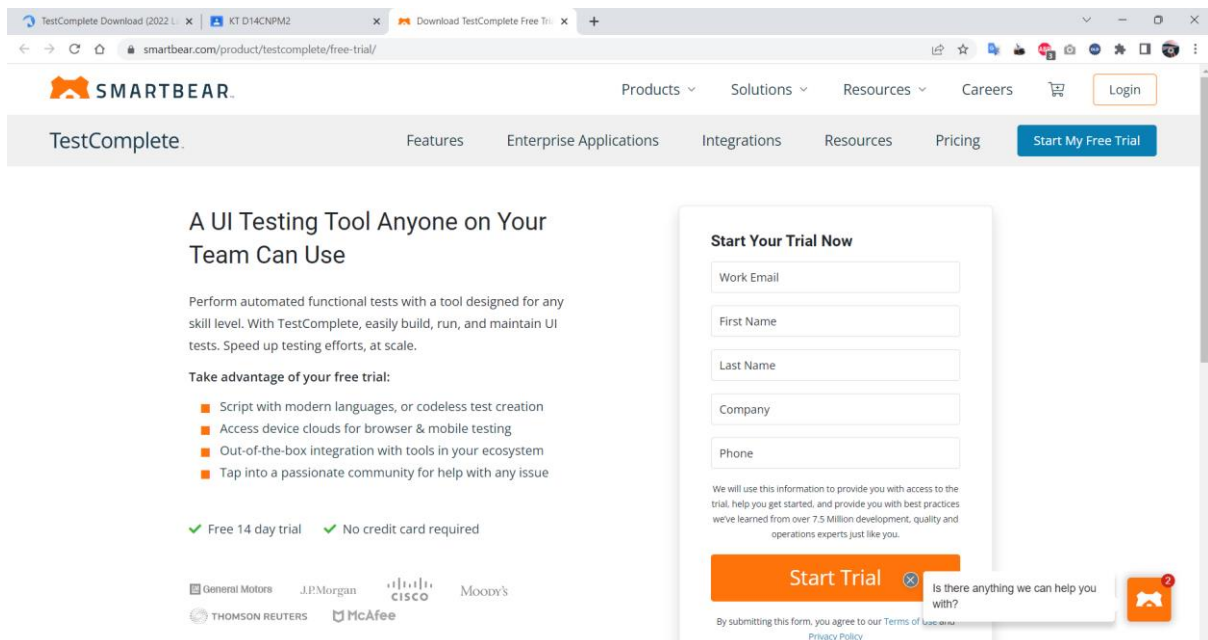 TestComplete Download (2022 L
KT D14CNPM2
Download TestComplete Free Tri
smartbear.com/product/testcomplete/free-trial/
SMARTBEAR
Products
Solutions
Resources
Careers
Login
TestComplete
Features
Enterprise Applications
Integrations
Resources
Pricing
Start My Free Trial
A UI Testing Tool Anyone on Your
Team Can Use
Perform automated functional tests with a tool designed for any
skill level. With TestComplete, easily build, run, and maintain UI
tests. Speed up testing efforts, at scale.
Take advantage of your free trial:
Script with modern languages, or codeless test creation
Access device clouds for browser & mobile testing
Out-of-the-box integration with tools in your ecosystem
Tap into a passionate community for help with any issue
Free 14 day trial
No credit card required
General Motors
J.P.Morgan
CISCO
Moody's
THOMSON REUTERS
McAfee
Start Your Trial Now
Work Email
First Name
Last Name
Company
Phone
We will use this information to provide you with access to the
trial, help you get started, and provide you with best practices
we've learned from over 7.5 Million development, quality and
operations experts just like you.
Start Trial
By submitting this form, you agree to our Terms of Use and
Privacy Policy
Is there anything we can help you
with?
2